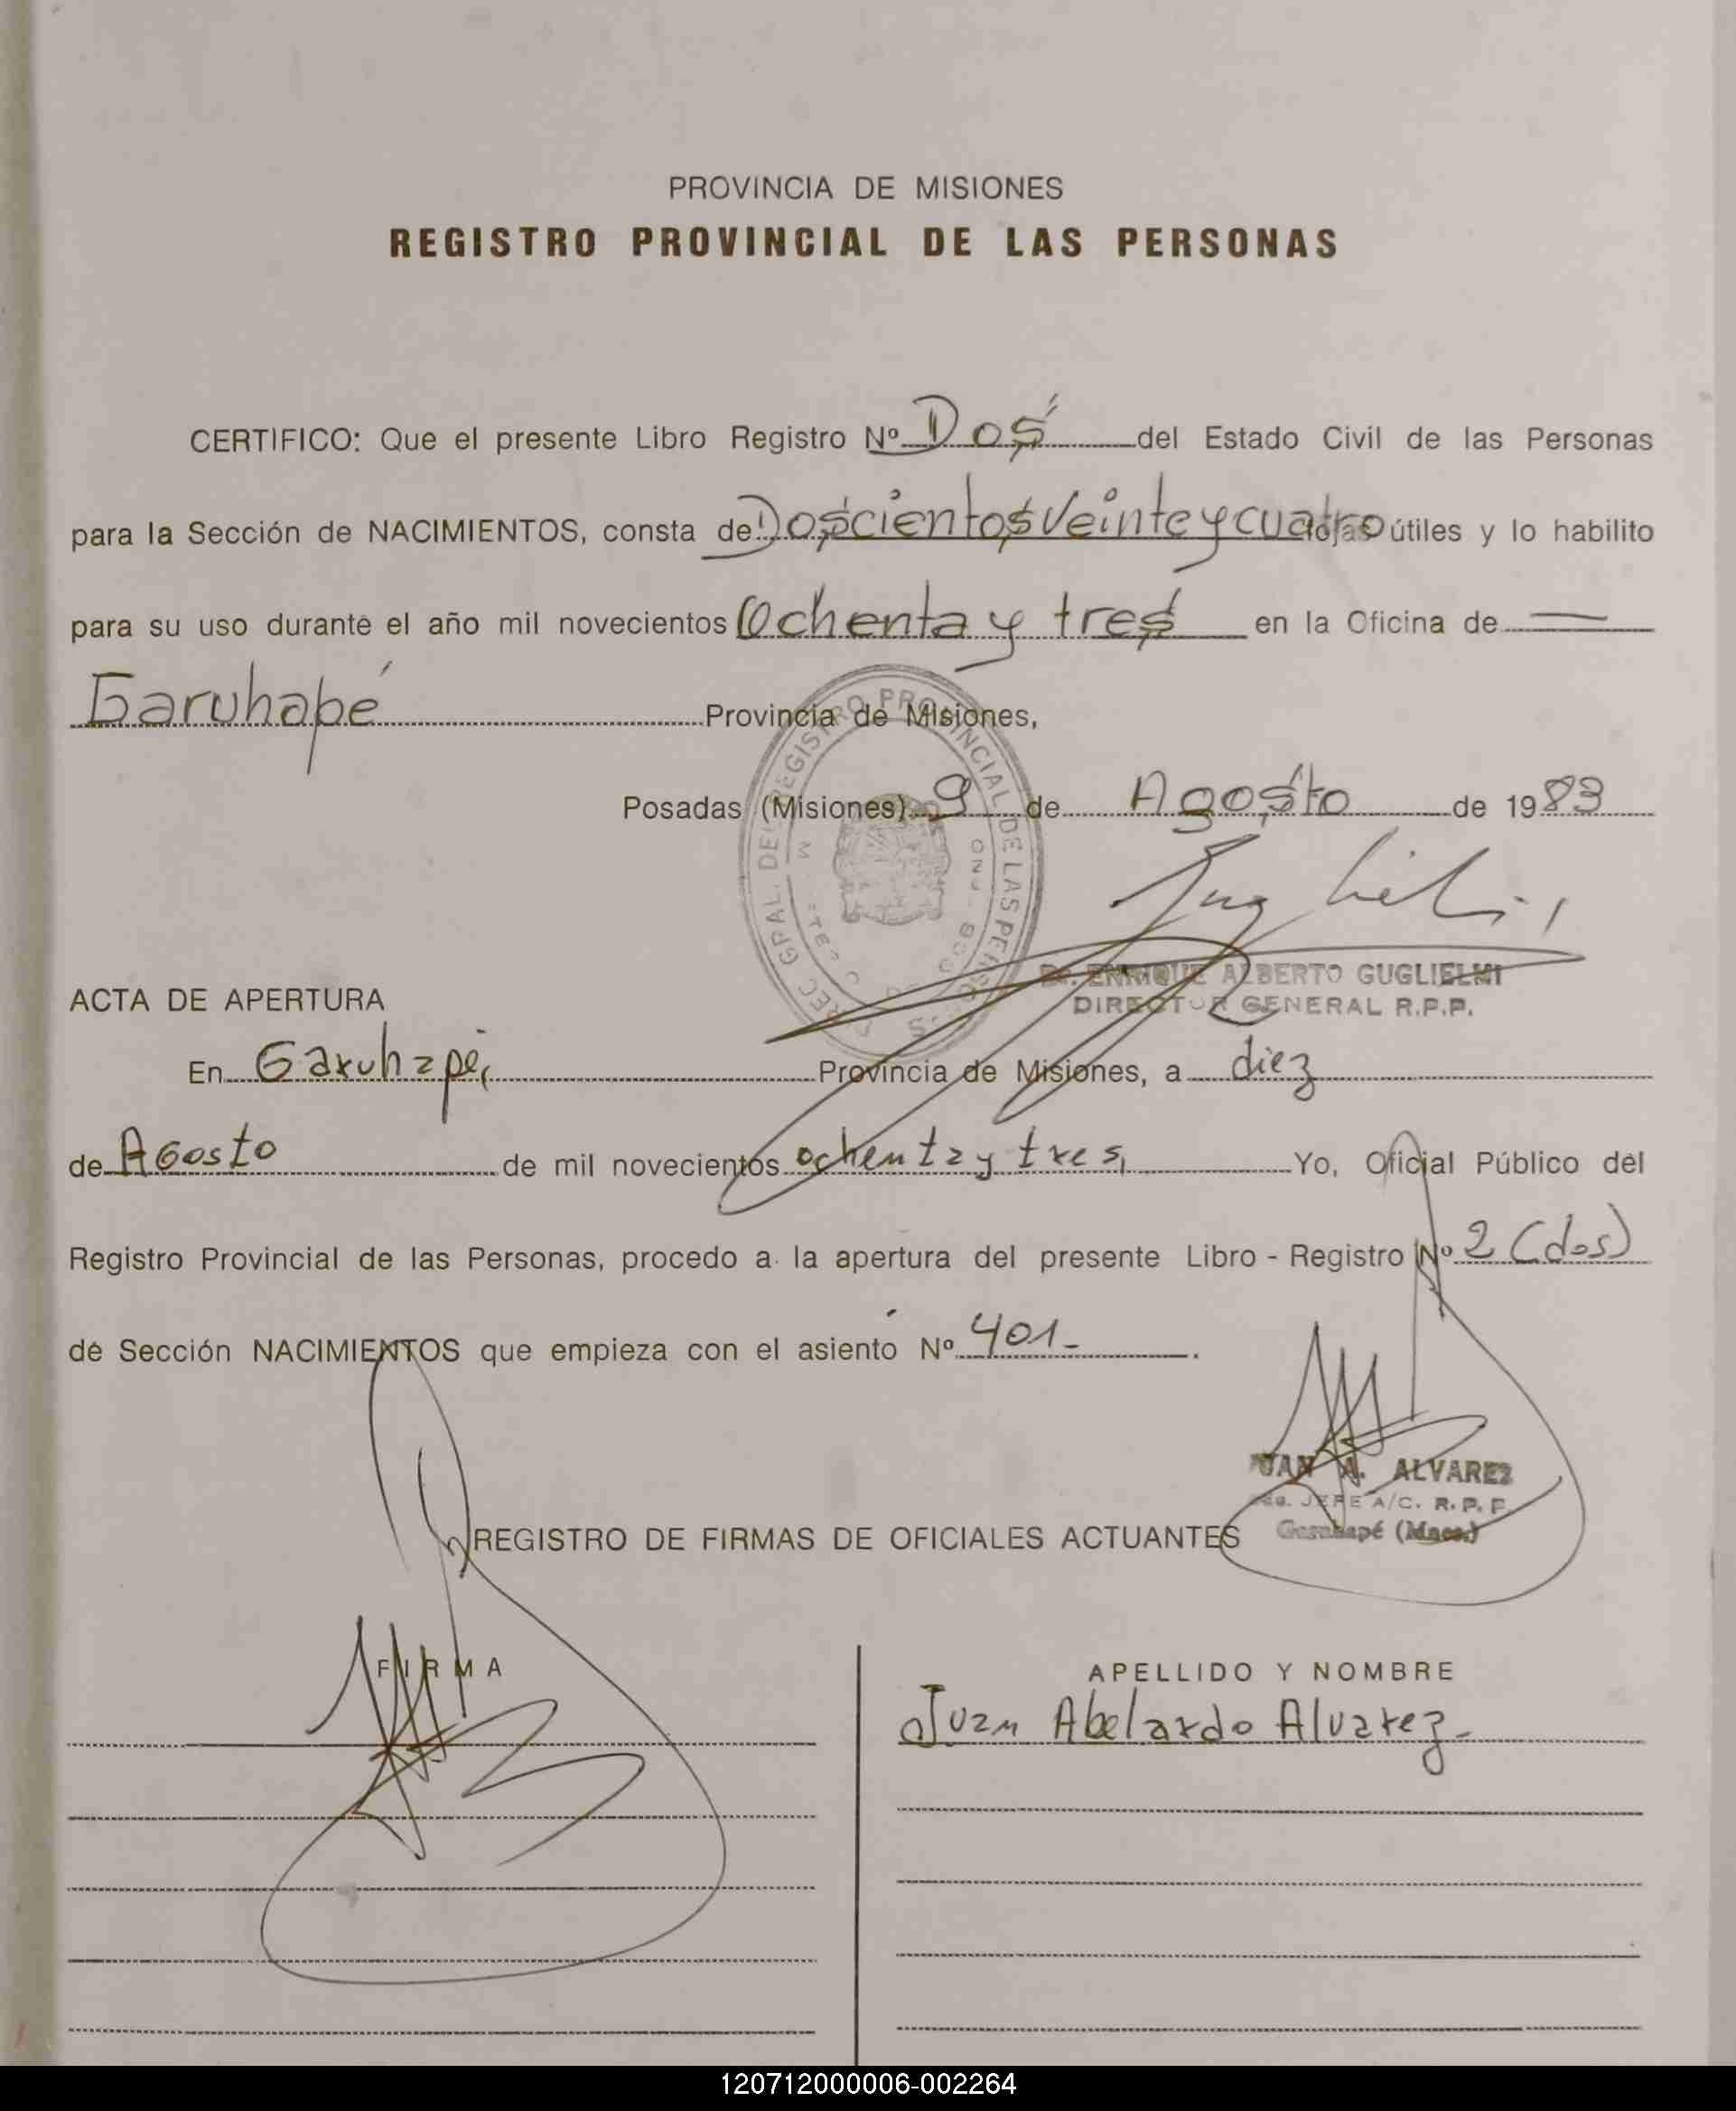 PROVINCIA DE MISIONES
REGISTRO PROVINCIAL DE LAS PERSONAS
CERTIFICO: Que el presente Libro Registro Nº Dos del Estado Civil de las Personas
para la Sección de NACIMIENTOS, consta de Doscientos Veinte y cuatro fojas útiles y lo habilito
para su uso durante el año mil novecientos Ochenta y tres en la Oficina de
Garuhapé Provincia de Misiones,
Posadas (Misiones) 9 de Agosto de 1983
Dr. ENRIQUE ALBERTO GUGLIELMI
DIRECTOR GENERAL R.P.P.
ACTA DE APERTURA
En Garuhapé, Provincia de Misiones, a diez
de Agosto de mil novecientos ochenta y tres, Yo, Oficial Público del
Registro Provincial de las Personas, procedo a la apertura del presente Libro - Registro Nº 2 (dos)
de Sección NACIMIENTOS que empieza con el asiento Nº 401-.
JUAN A. ALVAREZ
JEFE A/C. R. P. P.
Garuhapé (Mnes.)
REGISTRO DE FIRMAS DE OFICIALES ACTUANTES
FIRMA
APELLIDO Y NOMBRE
Juan Abelardo Alvarez.-
120712000006-002264